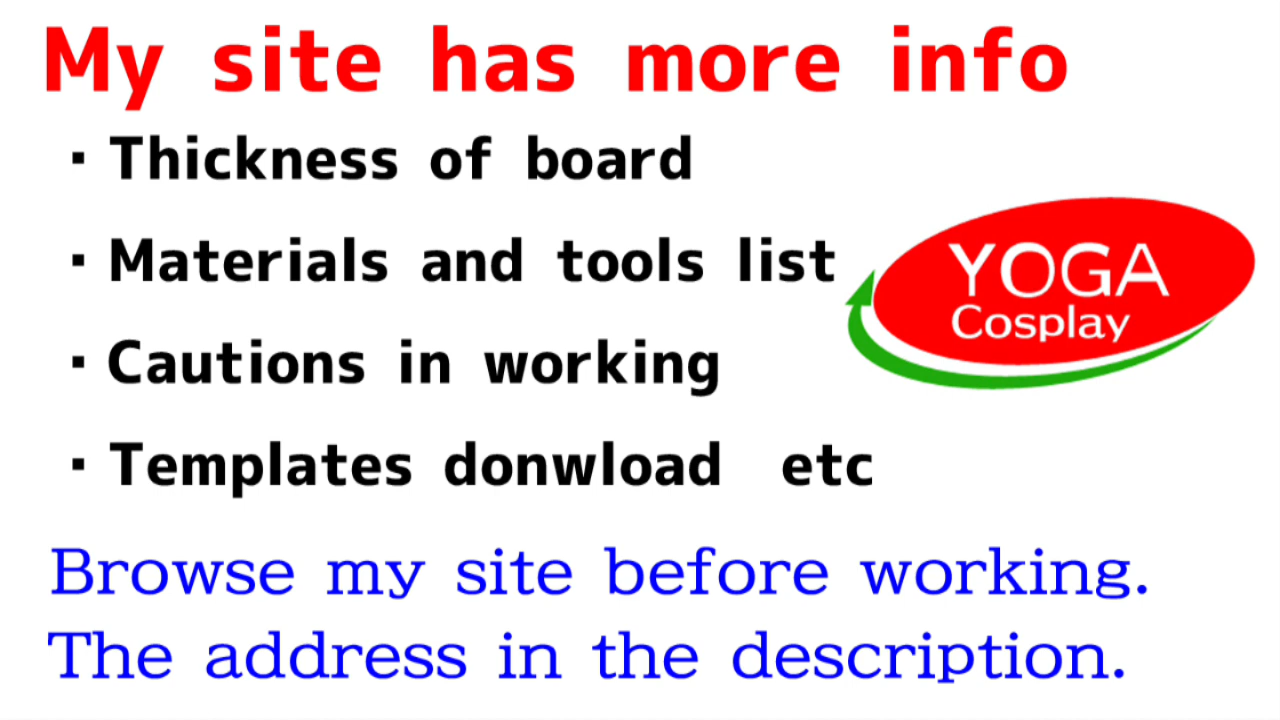 My site has more info
・Thickness of board
・Materials and tools list
・Cautions in working
・Templates donwload etc
YOGA
Cosplay
Browse my site before working.
The address in the description.